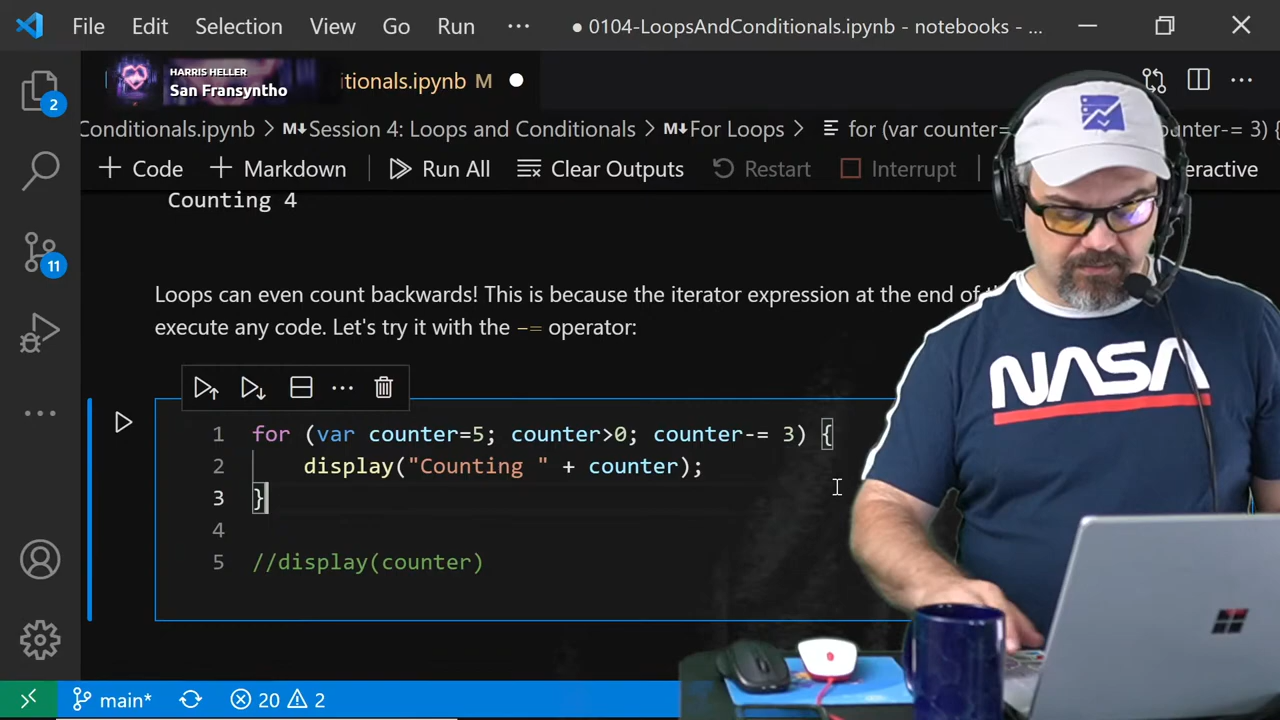 File Edit Selection View Go Run ··· ● 0104-LoopsAndConditionals.ipynb - notebooks - ...
HARRIS HELLER
San Fransyntho
itionals.ipynb M
Conditionals.ipynb > M↓Session 4: Loops and Conditionals > M↓For Loops > for (var counter= unter-= 3) {
+ Code + Markdown Run All Clear Outputs Restart Interrupt eractive
Counting 4
Loops can even count backwards! This is because the iterator expression at the end of
execute any code. Let's try it with the -= operator:
1 for (var counter=5; counter>0; counter-= 3) {
2 display("Counting " + counter);
3 }
4
5 //display(counter)
NASA
2
11
main* 20 2